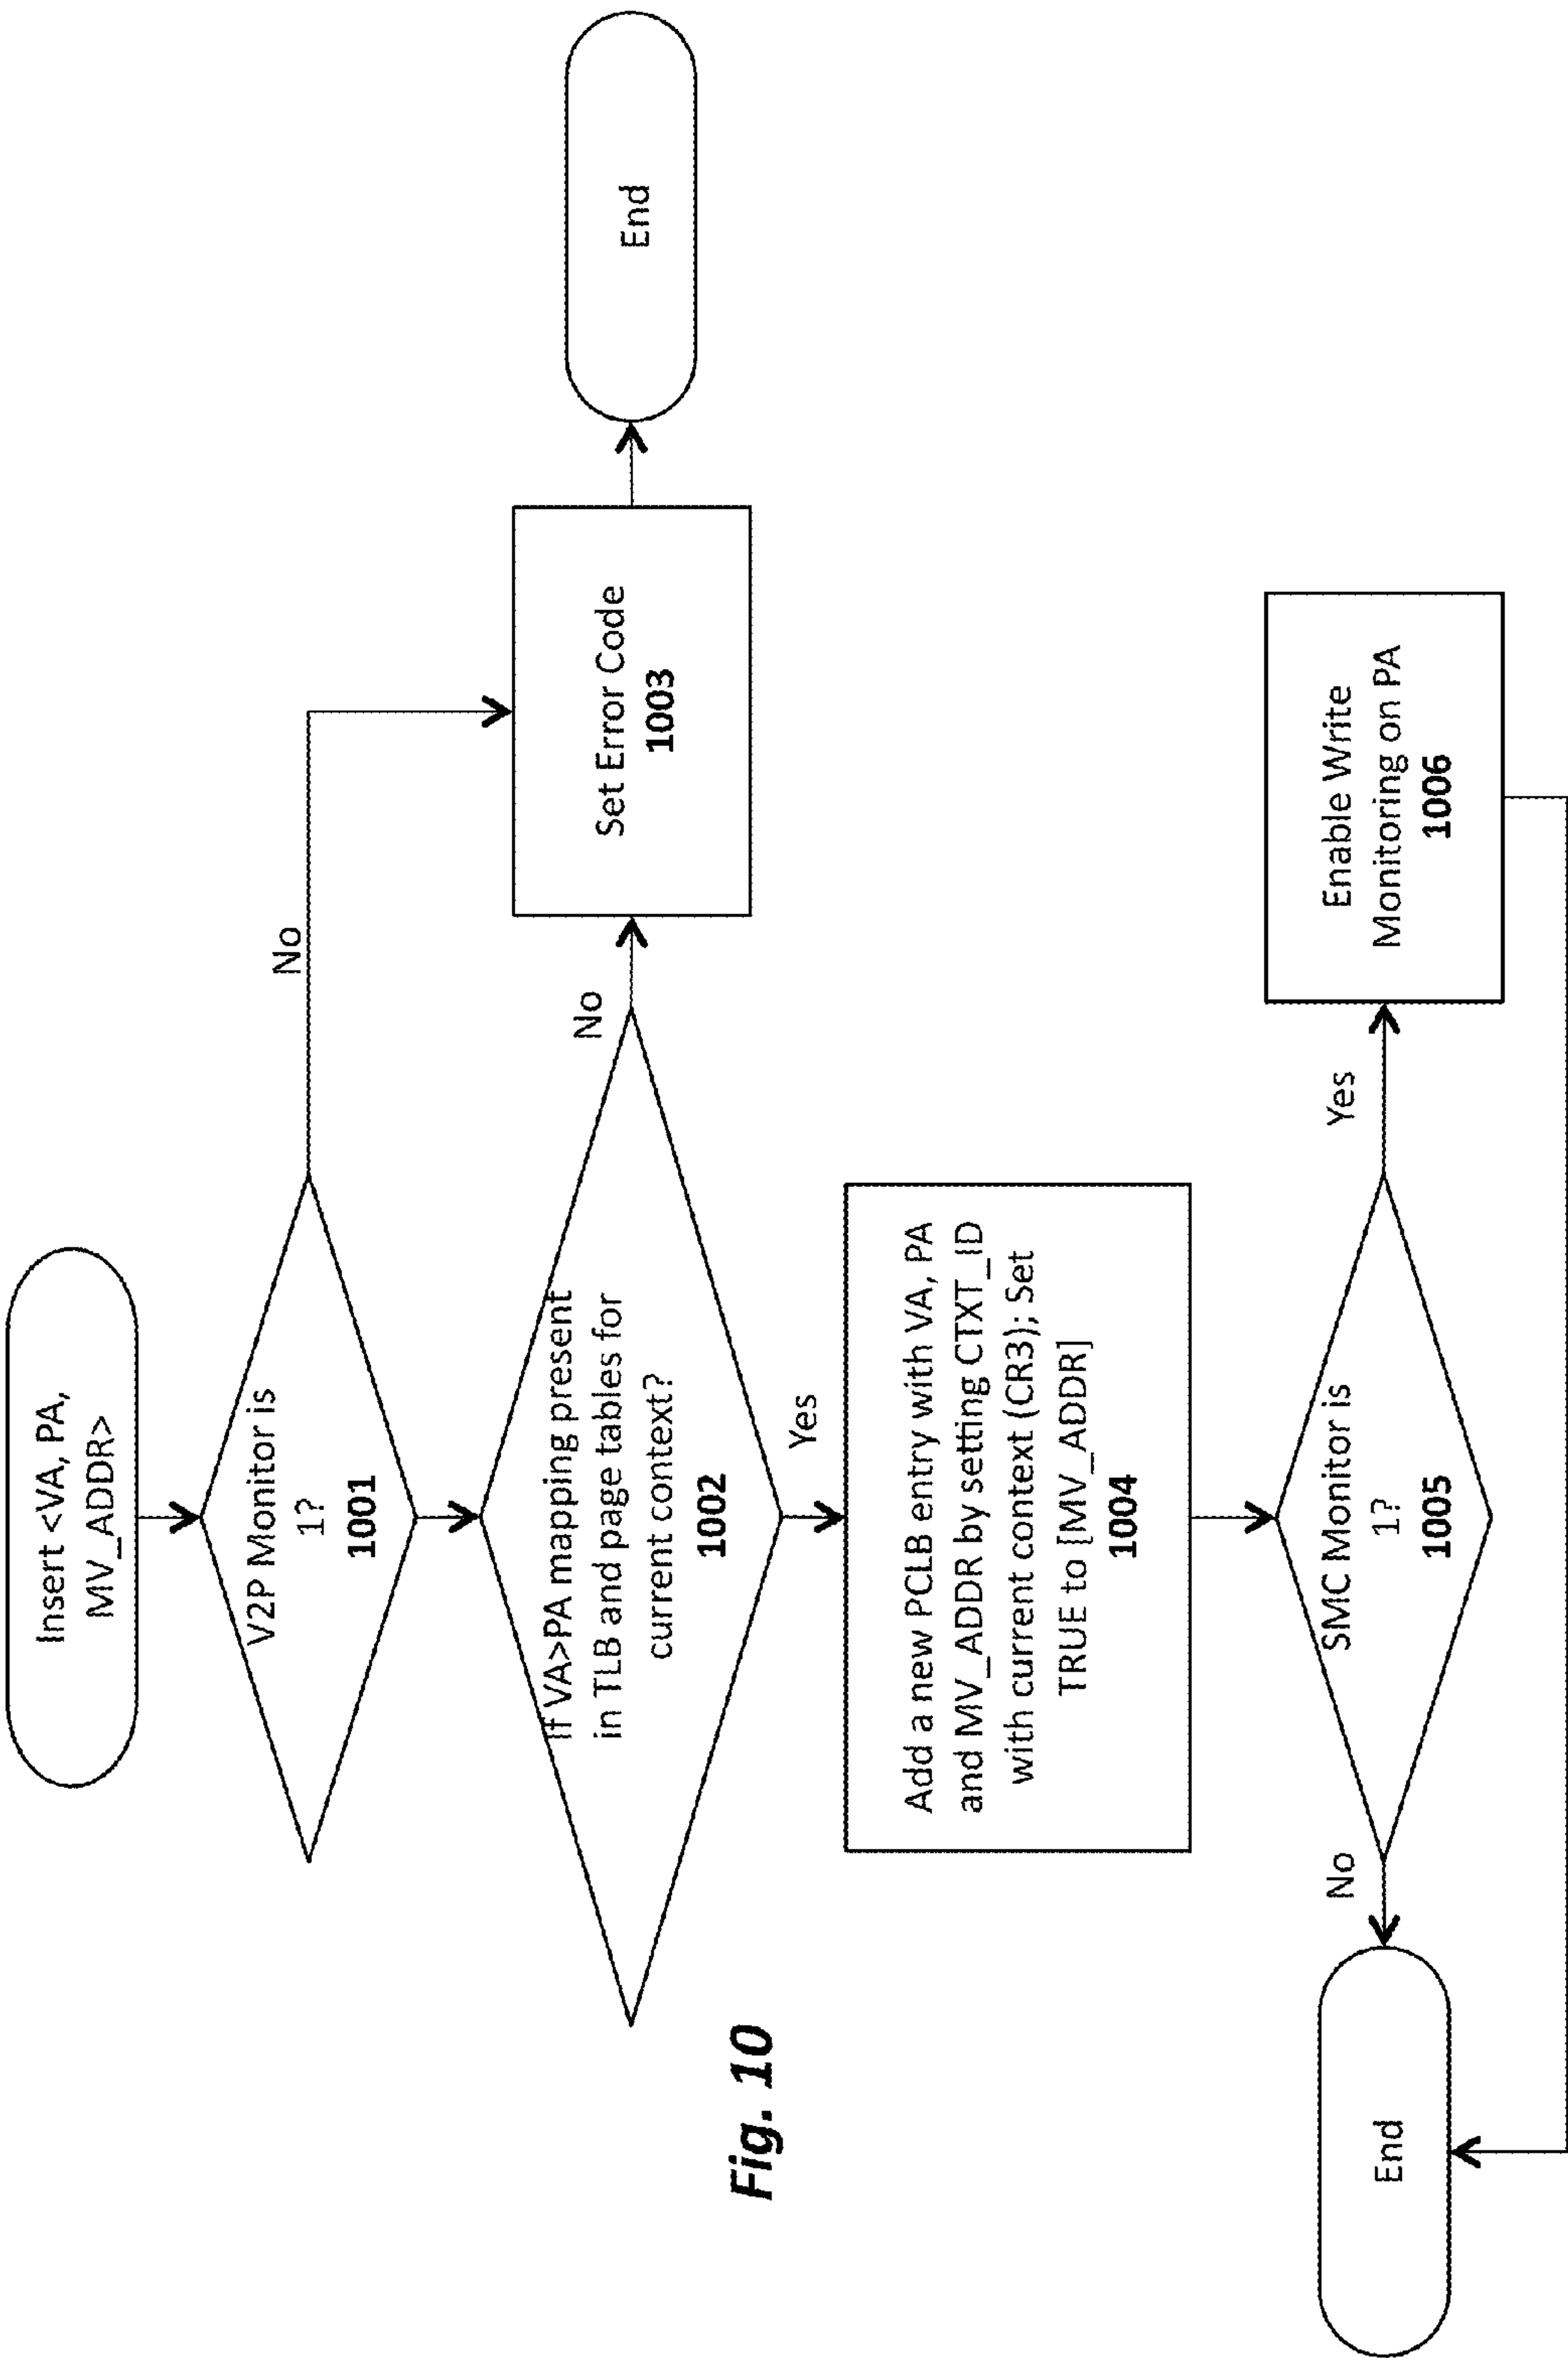 Insert <VA, PA,
MV_ADDR>
V2P Monitor is
1?
1001
No
If VA>PA mapping present
in TLB and page tables for
current context?
1002
No
Set Error Code
1003
End
Yes
Add a new PCLB entry with VA, PA
and MV_ADDR by setting CTXT_ID
with current context (CR3); Set
TRUE to [MV_ADDR]
1004
SMC Monitor is
1?
1005
No
Yes
Enable Write
Monitoring on PA
1006
End
Fig. 10